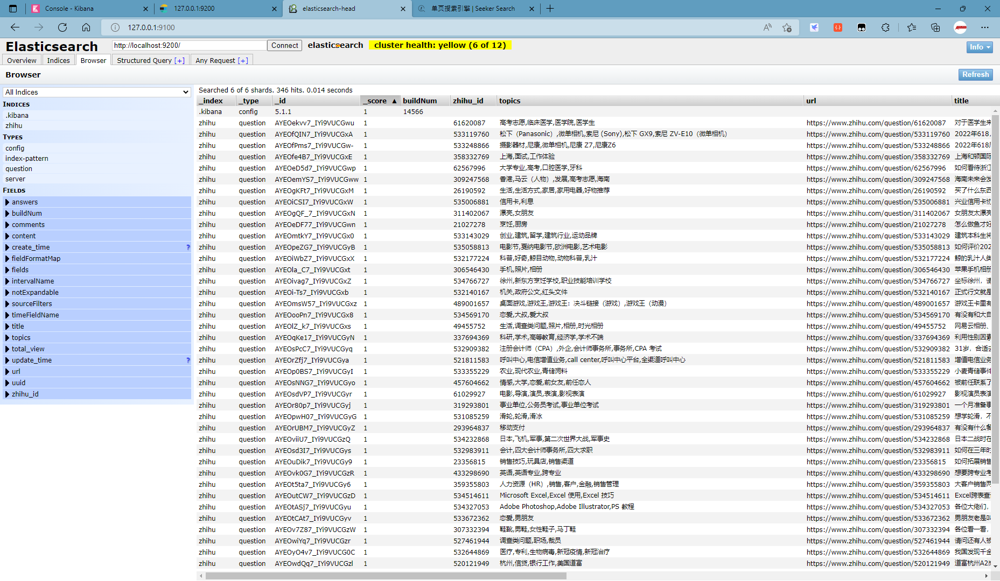 Console - Kibana
127.0.0.1:9200
elasticsearch-head
单页搜索引擎 | Seeker Search
127.0.0.1:9100
Elasticsearch
http://localhost:9200/
Connect
elasticsearch
cluster health: yellow (6 of 12)
Info
Overview
Indices
Browser
Structured Query [+]
Any Request [+]
Browser
Refresh
All Indices
INDICES
.kibana
zhihu
TYPES
config
index-pattern
question
server
FIELDS
answers
buildNum
comments
content
create_time ?
fieldFormatMap
fields
intervalName
notExpandable
sourceFilters
timeFieldName
title
topics
total_view
update_time ?
url
uuid
zhihu_id
Searched 6 of 6 shards. 346 hits. 0.014 seconds
_index _type _id _score ▲ buildNum zhihu_id topics url title
.kibana config 5.1.1 1 14566
zhihu question AYEOekvv7_IYi9VUCGwu 1 61620087 高考志愿,临床医学,医学院,医学生 https://www.zhihu.com/question/61620087 对于医学生来
zhihu question AYEOfQIN7_IYi9VUCGxA 1 533119760 松下（Panasonic）,微单相机,索尼 (Sony),松下 GX9,索尼 ZV-E10（微单相机） https://www.zhihu.com/question/533119760 2022年618,
zhihu question AYEOfPms7_IYi9VUCGw- 1 533248866 摄影器材,尼康,微单相机,尼康 Z7,尼康Z6 https://www.zhihu.com/question/533248866 2022年618
zhihu question AYEOfe4B7_IYi9VUCGxE 1 358332769 上海,面试,工作体验 https://www.zhihu.com/question/358332769 上海和顿国际
zhihu question AYEOeD5d7_IYi9VUCGwp 1 62567996 大学专业,高考,口腔医学,牙科 https://www.zhihu.com/question/62567996 如何看待浙江
zhihu question AYEOemYS7_IYi9VUCGww 1 309247568 香港,马云（人物）,发展,高考志愿,海南 https://www.zhihu.com/question/309247568 海南未来会发
zhihu question AYEOgKFt7_IYi9VUCGxM 1 26190592 生活,生活方式,家居,家用电器,好物推荐 https://www.zhihu.com/question/26190592 买了什么东西
zhihu question AYEOiCSI7_IYi9VUCGxW 1 535006881 信用卡,利息 https://www.zhihu.com/question/535006881 兴业信用卡协
zhihu question AYEOgQF_7_IYi9VUCGxN 1 311402067 漂亮,女朋友 https://www.zhihu.com/question/311402067 女朋友太漂亮
zhihu question AYEOeDF77_IYi9VUCGwn 1 21027278 烹饪,厨房 https://www.zhihu.com/question/21027278 怎么做鱼才好
zhihu question AYEOmtkY7_IYi9VUCGx0 1 533143029 创业,建筑,留学,建筑行业,运动品牌 https://www.zhihu.com/question/533143029 建筑本科生将
zhihu question AYEOpeZG7_IYi9VUCGyB 1 535058813 电影节,戛纳电影节,欧洲电影,艺术电影 https://www.zhihu.com/question/535058813 如何评价202
zhihu question AYEOiWbZ7_IYi9VUCGxX 1 532177224 科普,好奇,鲸目动物,动物科普,乳汁 https://www.zhihu.com/question/532177224 鲸的乳汁人类
zhihu question AYEOla_C7_IYi9VUCGxt 1 306546430 手机,照片,相册 https://www.zhihu.com/question/306546430 苹果手机相册
zhihu question AYEOivag7_IYi9VUCGxZ 1 534766727 徐州,新东方烹饪学校,职业技能培训学校 https://www.zhihu.com/question/534766727 坐标徐州，请
zhihu question AYEOi-Ts7_IYi9VUCGxb 1 532140167 机关,政府公文,红头文件 https://www.zhihu.com/question/532140167 正式行文就是
zhihu question AYEOmsW57_IYi9VUCGxz 1 489001657 桌面游戏,游戏王,游戏王：决斗链接（游戏）,游戏王（动漫） https://www.zhihu.com/question/489001657 游戏王卡里有
zhihu question AYEOooPn7_IYi9VUCGx8 1 534569170 恋爱,大叔,爱大叔 https://www.zhihu.com/question/534569170 有没有和大自
zhihu question AYEOlZ_k7_IYi9VUCGxs 1 49455752 生活,调查类问题,照片,相册,时光相册 https://www.zhihu.com/question/49455752 网易云相册、
zhihu question AYEOqKe17_IYi9VUCGyN 1 337694369 科研,学术,高等教育,经济学,学术不端 https://www.zhihu.com/question/337694369 利用性别因素
zhihu question AYEOsPcC7_IYi9VUCGyq 1 532909382 注册会计师（CPA）,外企,会计师事务所,事务所,CPA 考试 https://www.zhihu.com/question/532909382 31岁，合适去
zhihu question AYEOrZfj7_IYi9VUCGya 1 521811583 呼叫中心,电信增值业务,call center,呼叫中心平台,全渠道呼叫中心 https://www.zhihu.com/question/521811583 增值电信业务
zhihu question AYEOp0BS7_IYi9VUCGyI 1 533355229 农业,现代农业,青储饲料 https://www.zhihu.com/question/533355229 小麦青储事件
zhihu question AYEOsNNG7_IYi9VUCGyo 1 457604662 情感,大学,恋爱,前女友,前任恋人 https://www.zhihu.com/question/457604662 被前任联系了
zhihu question AYEOsdVP7_IYi9VUCGyr 1 61029927 电影,导演,演员,表演,影视表演 https://www.zhihu.com/question/61029927 影视演员表演
zhihu question AYEOr80p7_IYi9VUCGyj 1 319293801 事业单位,公务员考试,事业单位考试 https://www.zhihu.com/question/319293801 一个月准备事
zhihu question AYEOpwH07_IYi9VUCGyG 1 531085259 滑轮,轮滑,滑冰 https://www.zhihu.com/question/531085259 想学轮滑，不
zhihu question AYEOrUBM7_IYi9VUCGyZ 1 293964837 移动支付 https://www.zhihu.com/question/293964837 有没有什么
zhihu question AYEOviiU7_IYi9VUCGzQ 1 534232868 日本,飞机,军事,第二次世界大战,军事史 https://www.zhihu.com/question/534232868 日本二战时在
zhihu question AYEOsd3I7_IYi9VUCGys 1 532983911 会计,四大会计师事务所,四大求职 https://www.zhihu.com/question/532983911 如何在三年时
zhihu question AYEOuDik7_IYi9VUCGy9 1 23356815 销售技巧,玩具店,销售渠道 https://www.zhihu.com/question/23356815 如何拓展销售
zhihu question AYEOvk0G7_IYi9VUCGzR 1 433298690 英语,英语专业,跨专业 https://www.zhihu.com/question/433298690 想要跨专业考
zhihu question AYEOt5ta7_IYi9VUCGy6 1 359355803 人力资源（HR）,销售,客户,金融,销售管理 https://www.zhihu.com/question/359355803 大客户销售
zhihu question AYEOutCW7_IYi9VUCGzD 1 534514611 Microsoft Excel,Excel 使用,Excel 技巧 https://www.zhihu.com/question/534514611 Excel跨表查
zhihu question AYEOtASj7_IYi9VUCGyu 1 534327053 Adobe Photoshop,Adobe Illustrator,PS 教程 https://www.zhihu.com/question/534327053 各位大佬们，
zhihu question AYEOtCAt7_IYi9VUCGyv 1 533672362 恋爱,男朋友 https://www.zhihu.com/question/533672362 男朋友老是
zhihu question AYEOv7Z87_IYi9VUCGzW 1 307332394 鞋靴,男鞋,女性鞋子,马丁鞋 https://www.zhihu.com/question/307332394 各位看一看，
zhihu question AYEOwiYq7_IYi9VUCGzr 1 527461944 调查类问题,职场,裁员 https://www.zhihu.com/question/527461944 请问还有人被
zhihu question AYEOyO4v7_IYi9VUCG0C 1 532644869 医疗,专利,生物病毒,新冠疫情,新冠治疗 https://www.zhihu.com/question/532644869 我国发现千金
zhihu question AYEOwdQq7_IYi9VUCGzl 1 520121949 杭州,信贷,银行工作,美国道富 https://www.zhihu.com/question/520121949 道富杭州A2